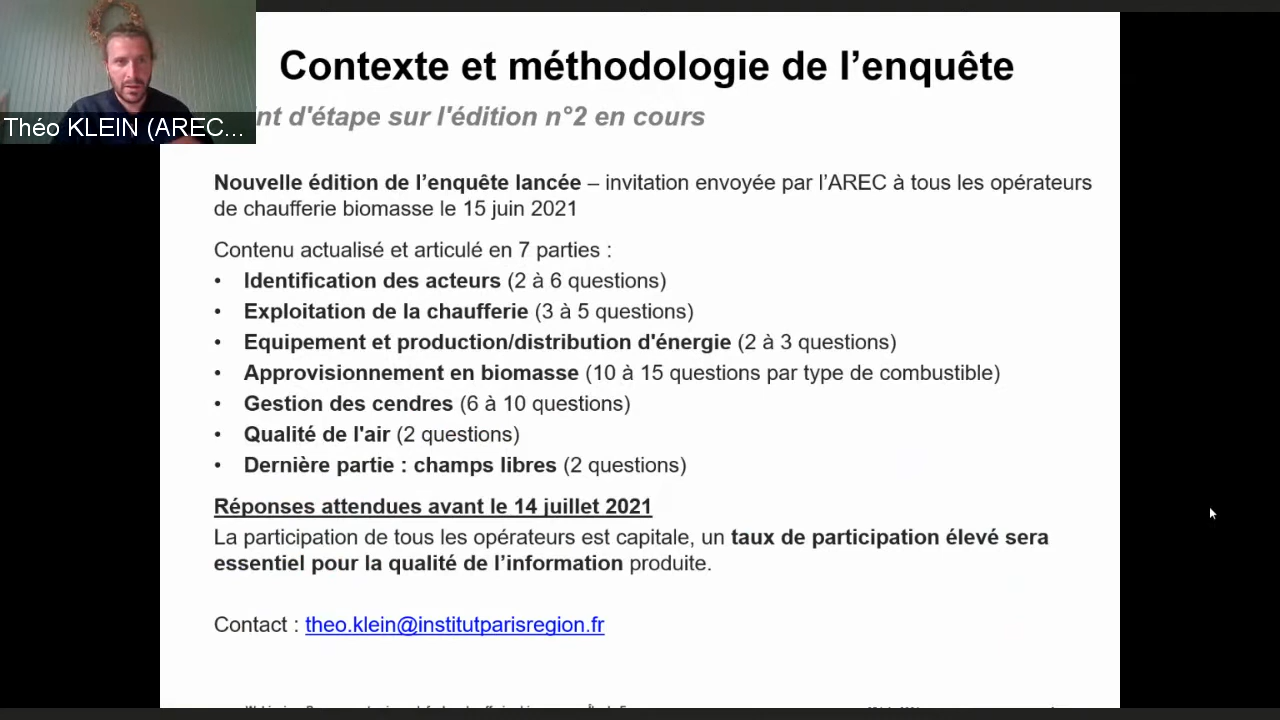 Contexte et méthodologie de l’enquête
d'étape sur l'édition n°2 en cours
Théo KLEIN (AREC...
Nouvelle édition de l’enquête lancée – invitation envoyée par l’AREC à tous les opérateurs
de chaufferie biomasse le 15 juin 2021
Contenu actualisé et articulé en 7 parties :
• Identification des acteurs (2 à 6 questions)
• Exploitation de la chaufferie (3 à 5 questions)
• Equipement et production/distribution d'énergie (2 à 3 questions)
• Approvisionnement en biomasse (10 à 15 questions par type de combustible)
• Gestion des cendres (6 à 10 questions)
• Qualité de l'air (2 questions)
• Dernière partie : champs libres (2 questions)
Réponses attendues avant le 14 juillet 2021
La participation de tous les opérateurs est capitale, un taux de participation élevé sera
essentiel pour la qualité de l’information produite.
Contact : theo.klein@institutparisregion.fr